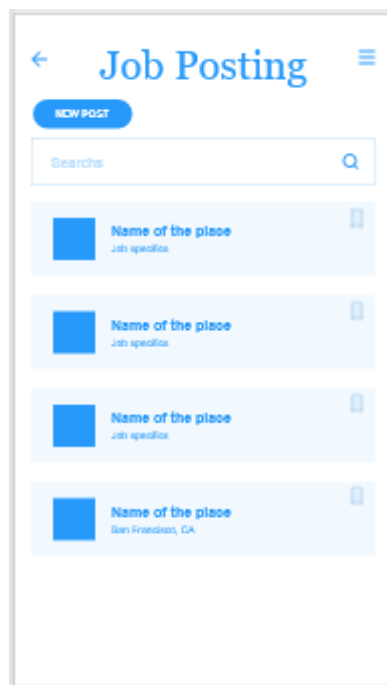 Job Posting
NEW POST
Searchs
Name of the place
Job specifics
Name of the place
Job specifics
Name of the place
Job specifics
Name of the place
San Francisco, CA